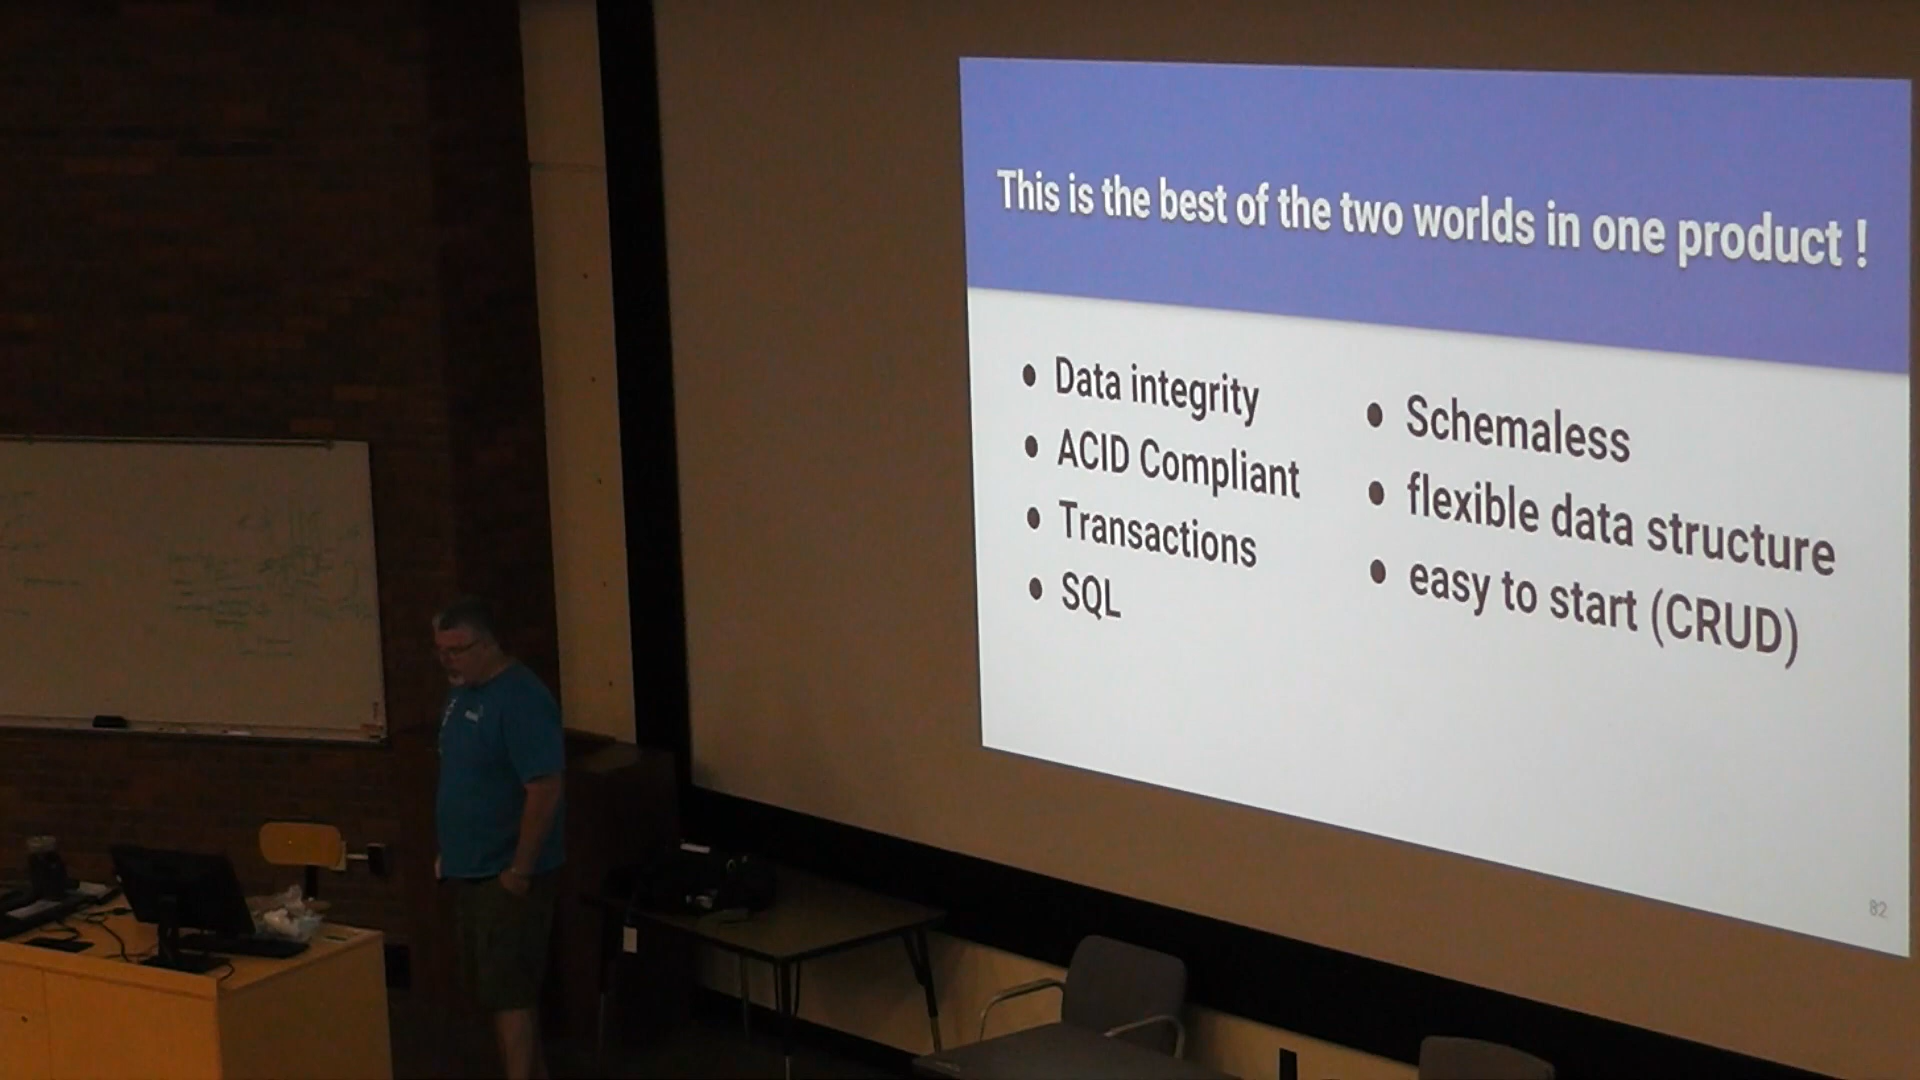 This is the best of the two worlds in one product !
Data integrity
ACID Compliant
Transactions
SQL
Schemaless
flexible data structure
easy to start (CRUD)
82